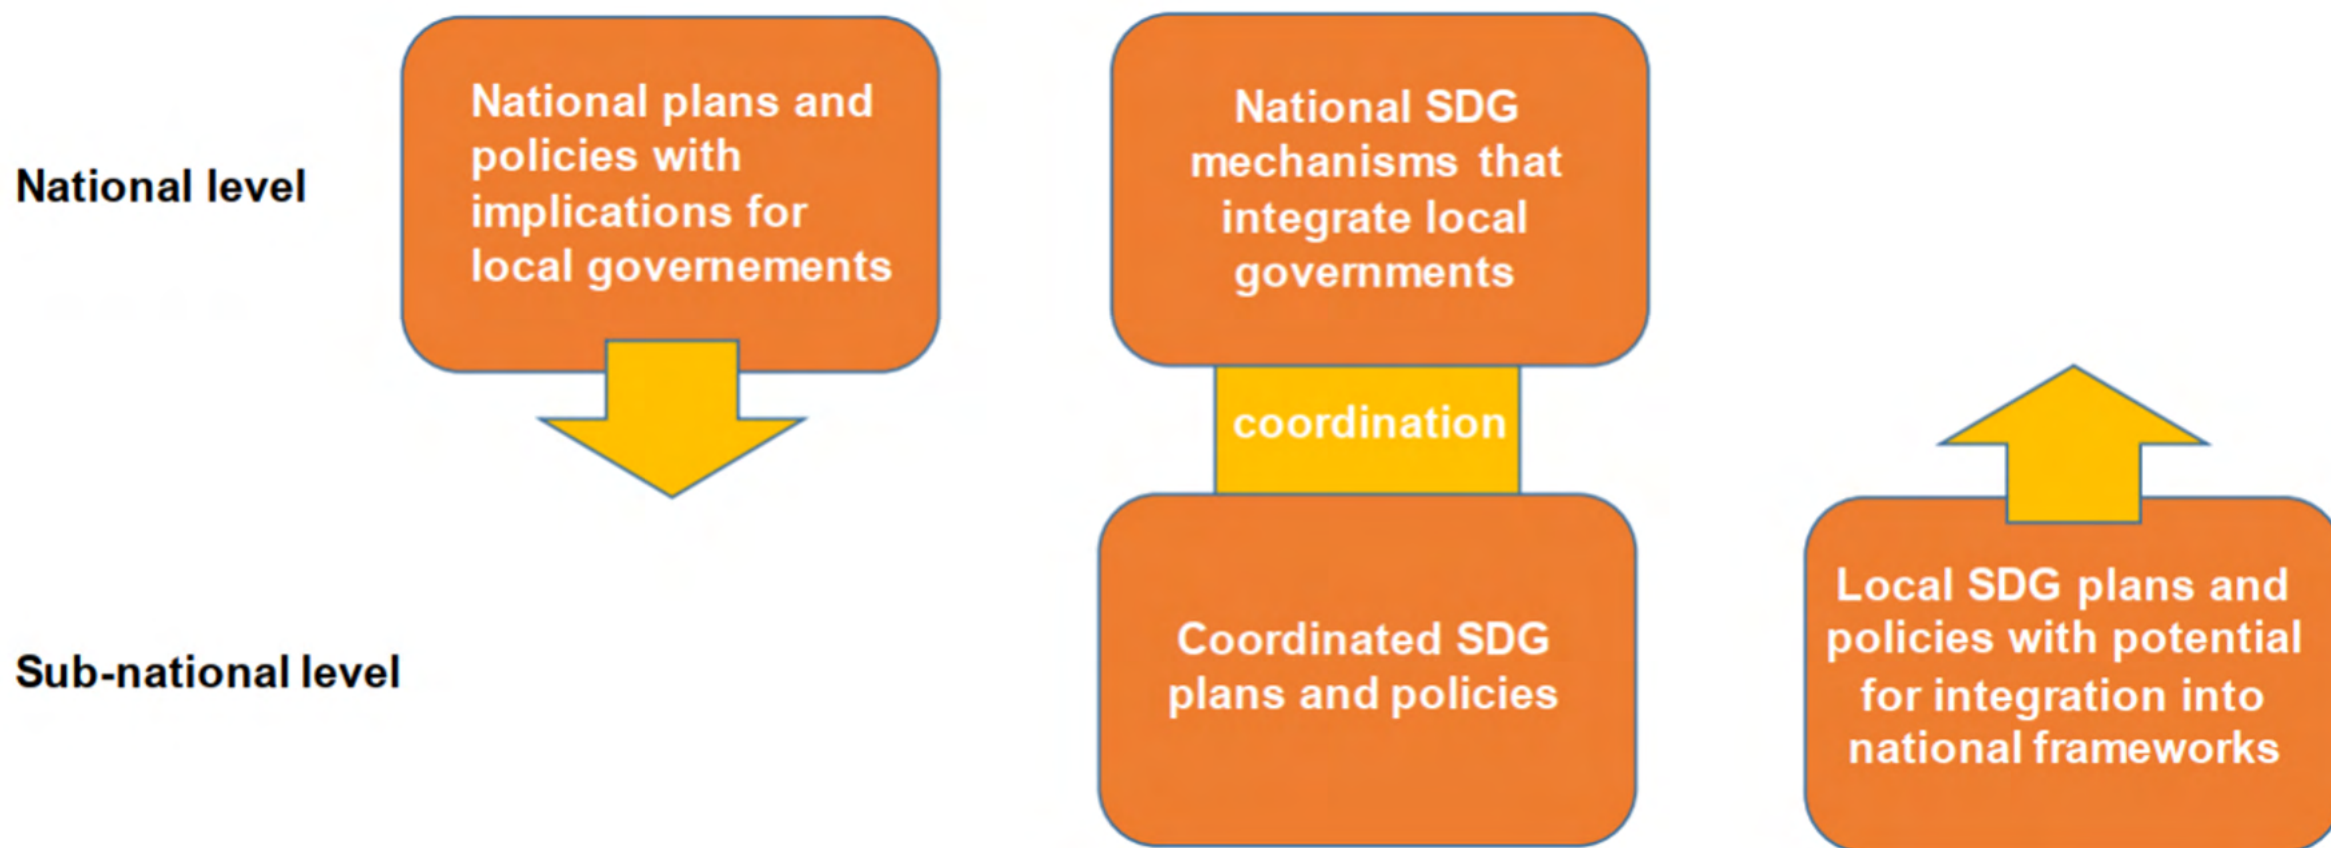 National level
National plans and
policies with
implications for
local governements
National SDG
mechanisms that
integrate local
governments
coordination
Sub-national level
Coordinated SDG
plans and policies
Local SDG plans and
policies with potential
for integration into
national frameworks